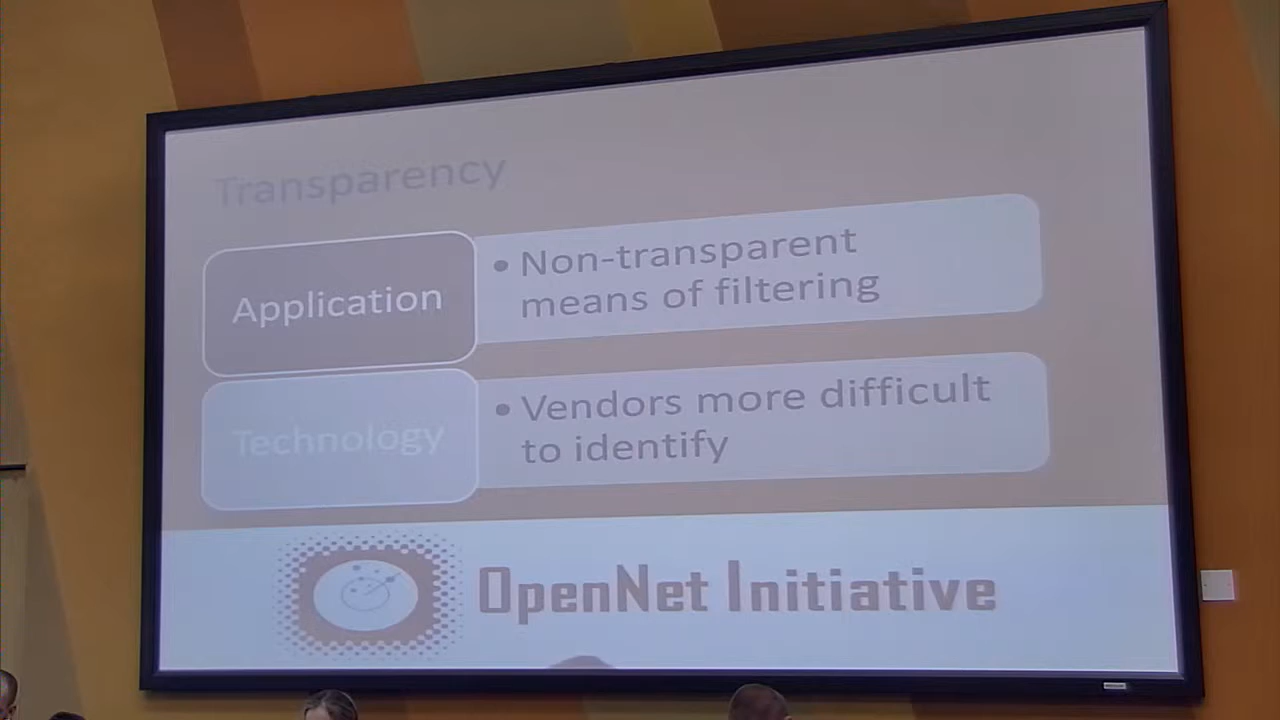 Transparency
Application
• Non-transparent
means of filtering
Technology
• Vendors more difficult
to identify
OpenNet Initiative